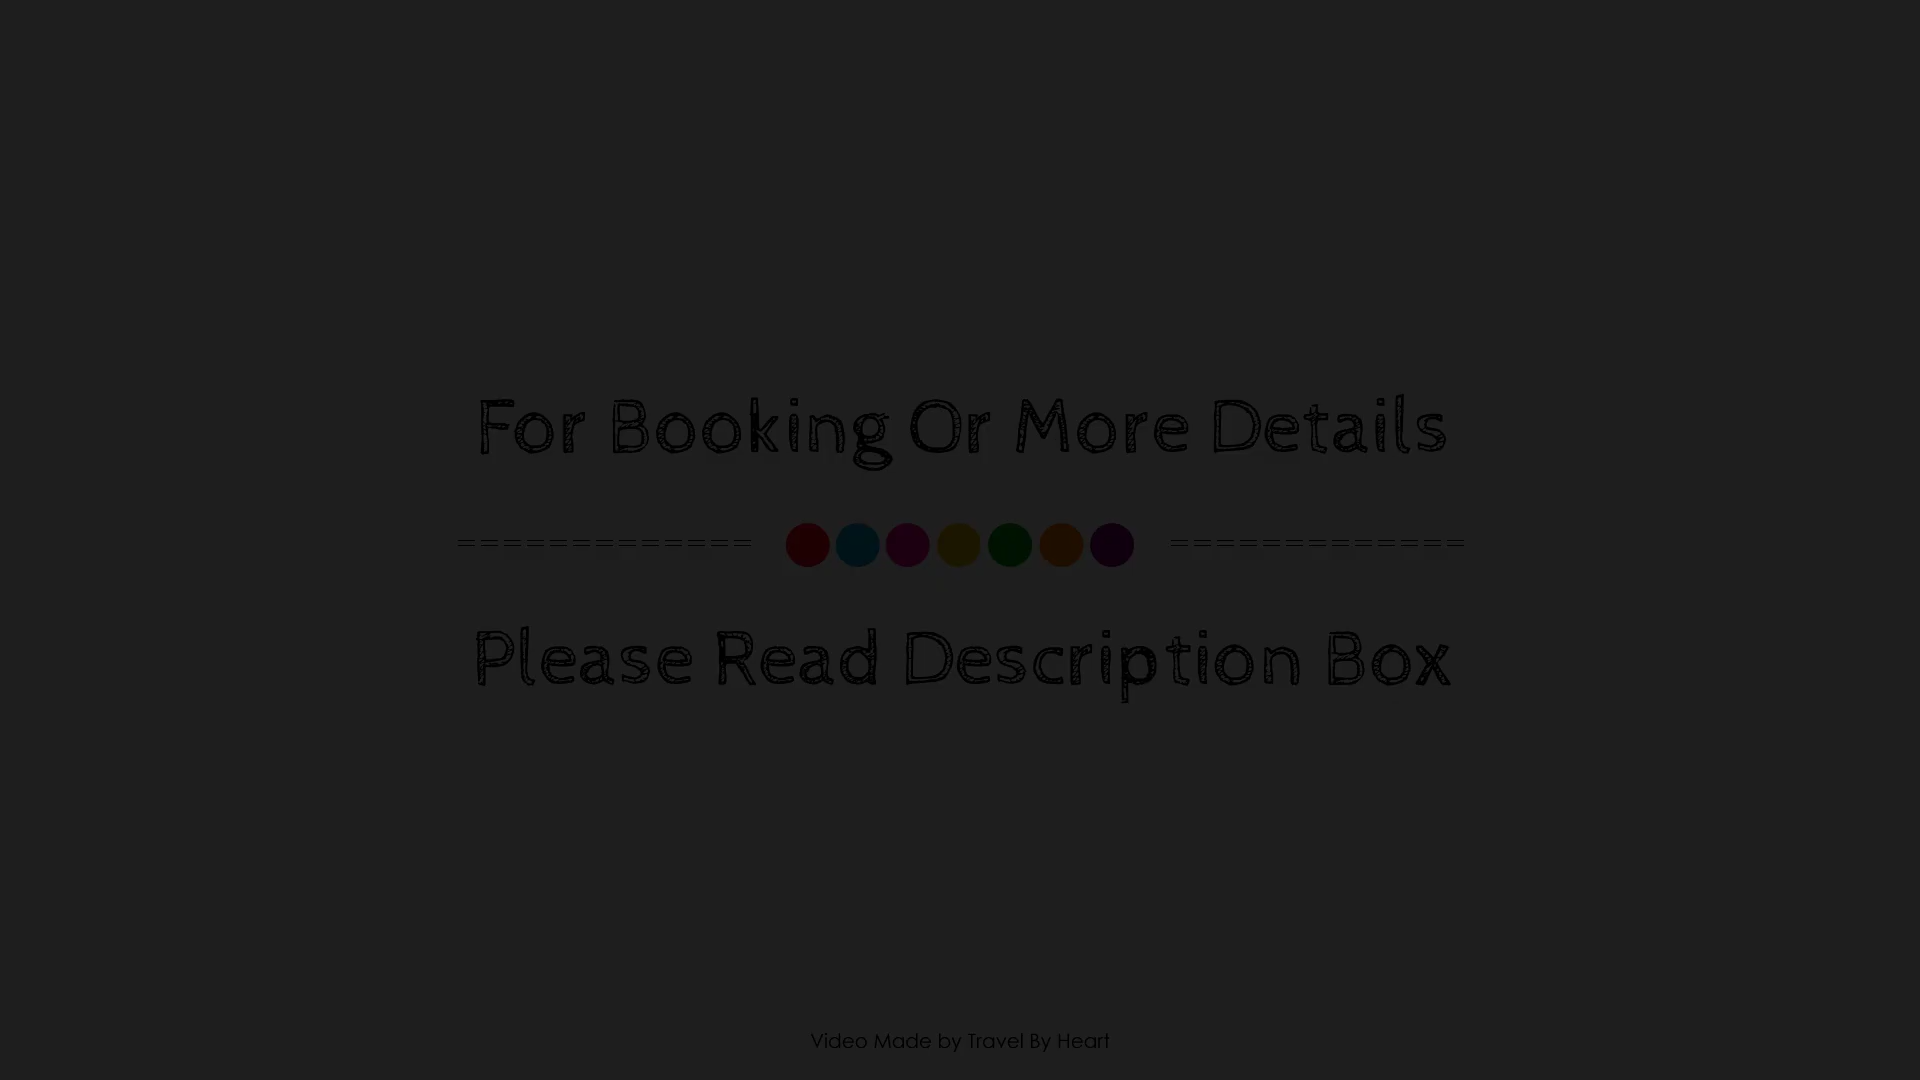 For Booking Or More Details
============= =============
Please Read Description Box
Video Made by Travel By Heart